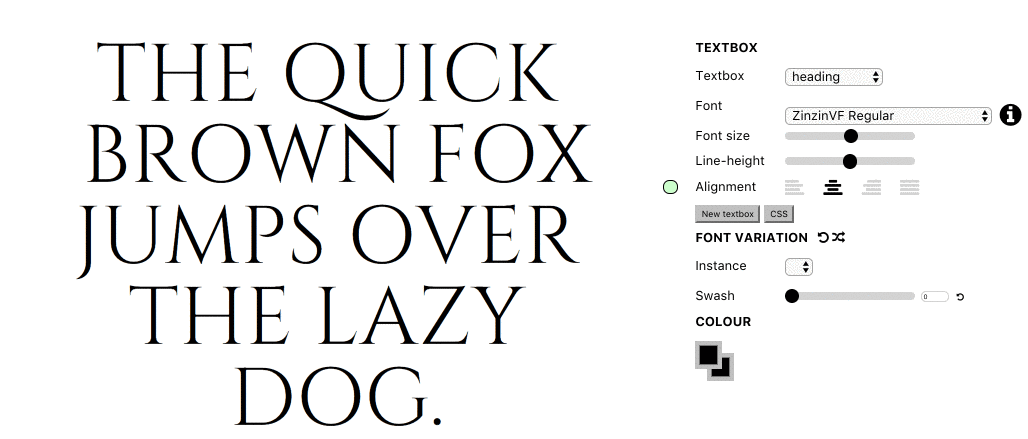 THE QUICK
BROWN FOX
JUMPS OVER
THE LAZY
DOG.
TEXTBOX
Textbox heading
Font ZinzinVF Regular
Font size
Line-height
Alignment
New textbox CSS
FONT VARIATION
Instance
Swash 0
COLOUR